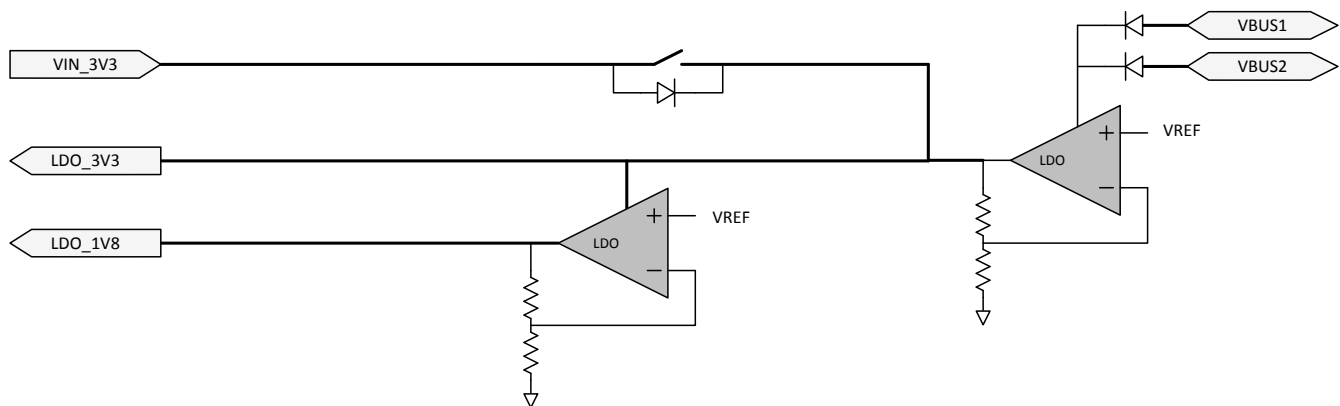 VBUS1
VIN_3V3
VBUS2
+
VREF
LDO_3V3
LDO
−
+
VREF
LDO_1V8
LDO
−